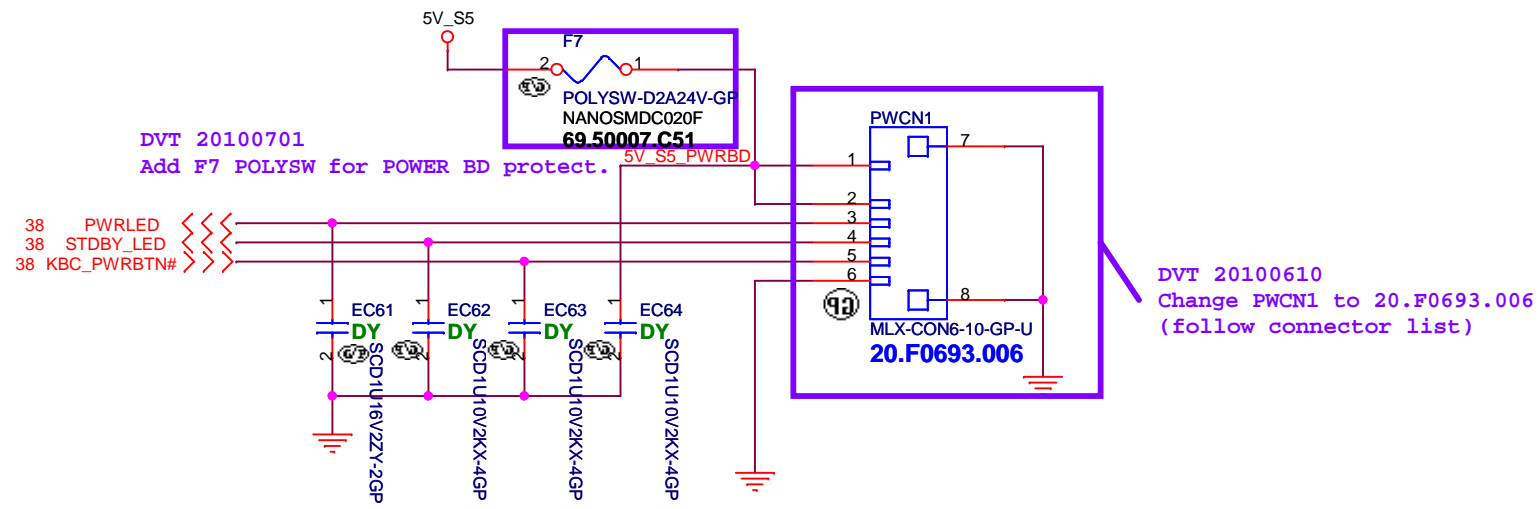 5V_S5
F7
2
1
POLYSW-D2A24V-GP
NANOSMDC020F
69.50007.C51
DVT 20100701
Add F7 POLYSW for POWER BD protect.
5V_S5_PWRBD
PWCN1
1
2
3
4
5
6
7
8
MLX-CON6-10-GP-U
20.F0693.006
38 PWRLED
38 STDBY_LED
38 KBC_PWRBTN#
DVT 20100610
Change PWCN1 to 20.F0693.006
(follow connector list)
1
EC61
DY
2
SCD1U16V2ZY-2GP
1
EC62
DY
2
SCD1U10V2KX-4GP
1
EC63
DY
2
SCD1U10V2KX-4GP
1
EC64
DY
2
SCD1U10V2KX-4GP
GP